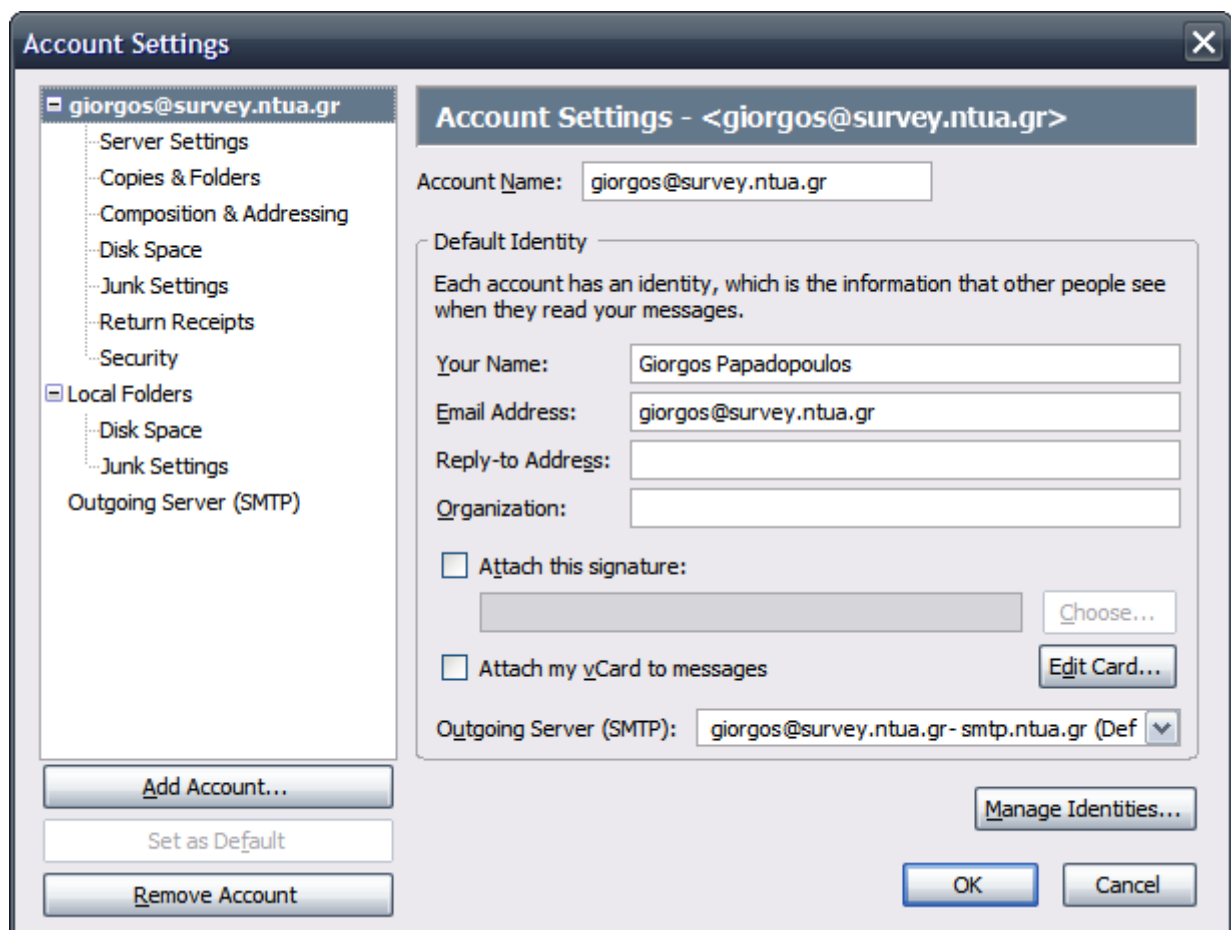 Account Settings
giorgos@survey.ntua.gr
Server Settings
Copies & Folders
Composition & Addressing
Disk Space
Junk Settings
Return Receipts
Security
Local Folders
Disk Space
Junk Settings
Outgoing Server (SMTP)
Add Account...
Set as Default
Remove Account
Account Settings - <giorgos@survey.ntua.gr>
Account Name: giorgos@survey.ntua.gr
Default Identity
Each account has an identity, which is the information that other people see
when they read your messages.
Your Name: Giorgos Papadopoulos
Email Address: giorgos@survey.ntua.gr
Reply-to Address:
Organization:
Attach this signature:
Choose...
Attach my vCard to messages Edit Card...
Outgoing Server (SMTP): giorgos@survey.ntua.gr- smtp.ntua.gr (Def
Manage Identities...
OK Cancel